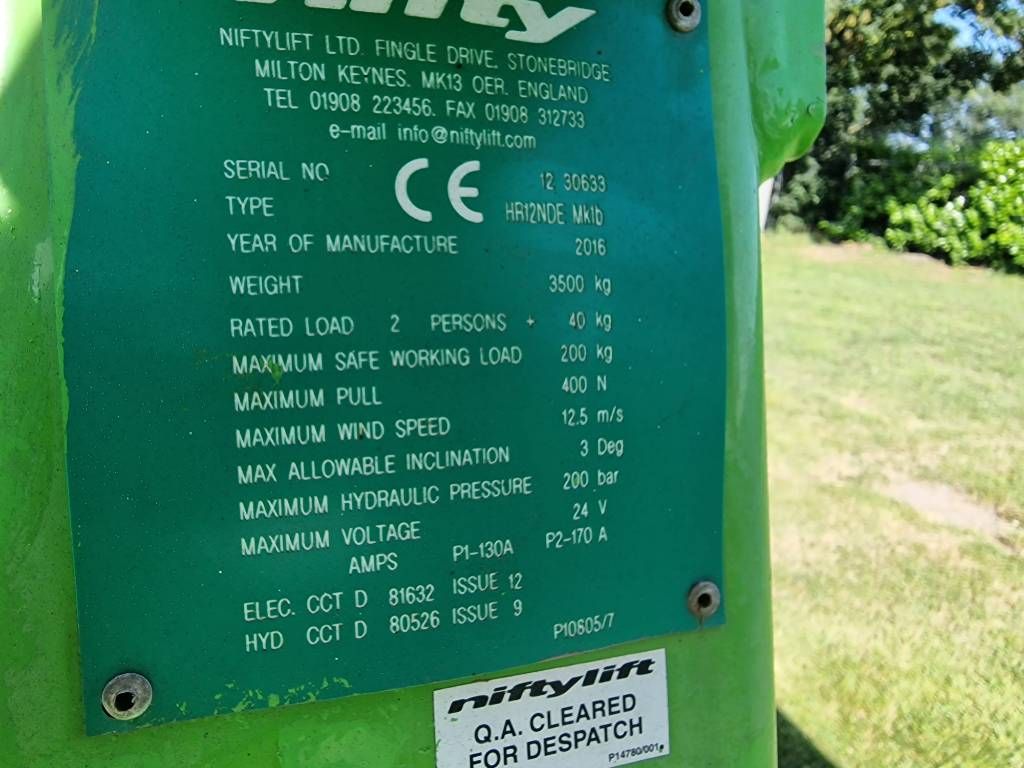 nifty
NIFTYLIFT LTD. FINGLE DRIVE, STONEBRIDGE
MILTON KEYNES. MK13 OER. ENGLAND
TEL 01908 223456. FAX 01908 312733
e-mail info@niftylift.com
SERIAL NO CE 12 30633
TYPE HR12NDE Mk1b
YEAR OF MANUFACTURE 2016
WEIGHT 3500 kg
RATED LOAD 2 PERSONS + 40 kg
MAXIMUM SAFE WORKING LOAD 200 kg
MAXIMUM PULL 400 N
MAXIMUM WIND SPEED 12.5 m/s
MAX ALLOWABLE INCLINATION 3 Deg
MAXIMUM HYDRAULIC PRESSURE 200 bar
MAXIMUM VOLTAGE 24 V
AMPS P1-130A P2-170 A
ELEC. CCT D 81632 ISSUE 12
HYD CCT D 80526 ISSUE 9
P10605/7
niftylift
Q.A. CLEARED
FOR DESPATCH
P14780/001